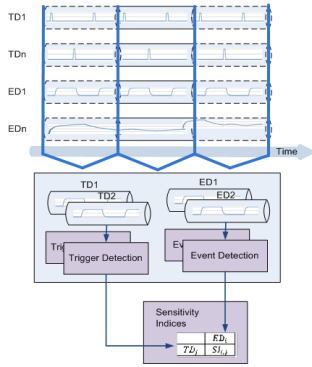 TD1
TDn
ED1
EDn
Time
TD1
TD2
ED1
ED2
Trigger Detection
Event Detection
Sensitivity
Indices
ED_i
TD_j SI_{i,j}